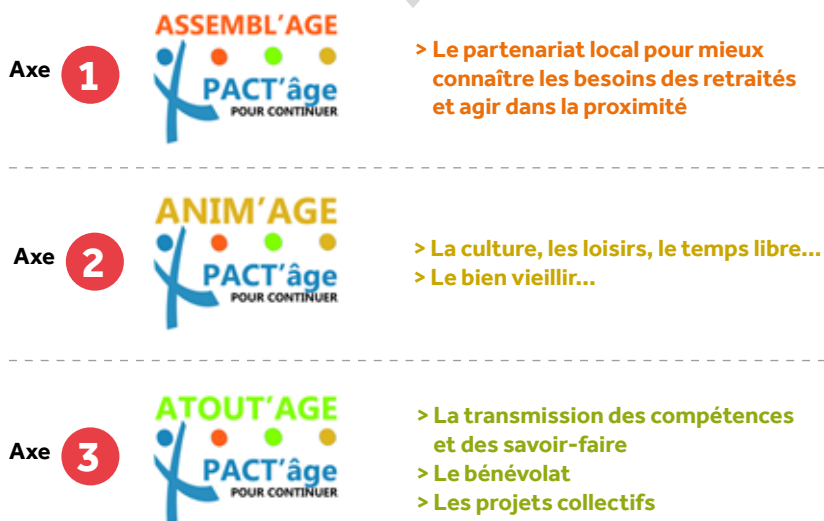 Axe 1
ASSEMBL'AGE
PACT'âge
POUR CONTINUER
> Le partenariat local pour mieux
connaître les besoins des retraités
et agir dans la proximité
Axe 2
ANIM'AGE
PACT'âge
POUR CONTINUER
> La culture, les loisirs, le temps libre...
> Le bien vieillir...
Axe 3
ATOUT'AGE
PACT'âge
POUR CONTINUER
> La transmission des compétences
et des savoir-faire
> Le bénévolat
> Les projets collectifs